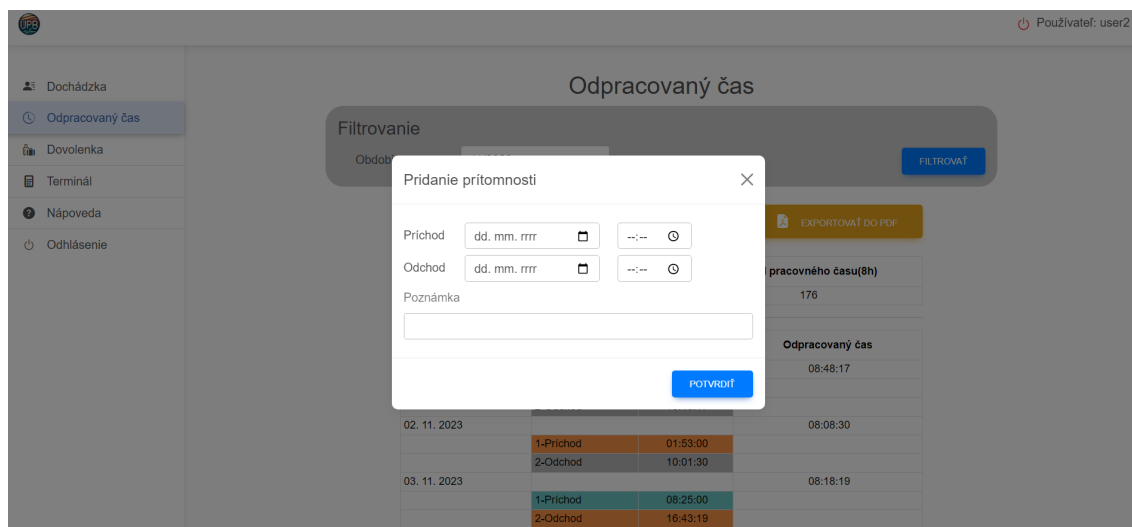 UPB
Používateľ: user2
Dochádzka
Odpracovaný čas
Dovolenka
Terminál
Nápoveda
Odhlásenie
Odpracovaný čas
Filtrovanie
FILTROVAŤ
Pridanie prítomnosti
Príchod dd. mm. rrrr --:--
Odchod dd. mm. rrrr --:--
Poznámka
POTVRDIŤ
EXPORTOVAŤ DO PDF
pracovného času(8h)
176
Odpracovaný čas
08:48:17
02. 11. 2023 08:08:30
1-Príchod 01:53:00
2-Odchod 10:01:30
03. 11. 2023 08:18:19
1-Príchod 08:25:00
2-Odchod 16:43:19